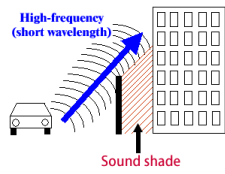 High-frequency
(short wavelength)
Sound shade